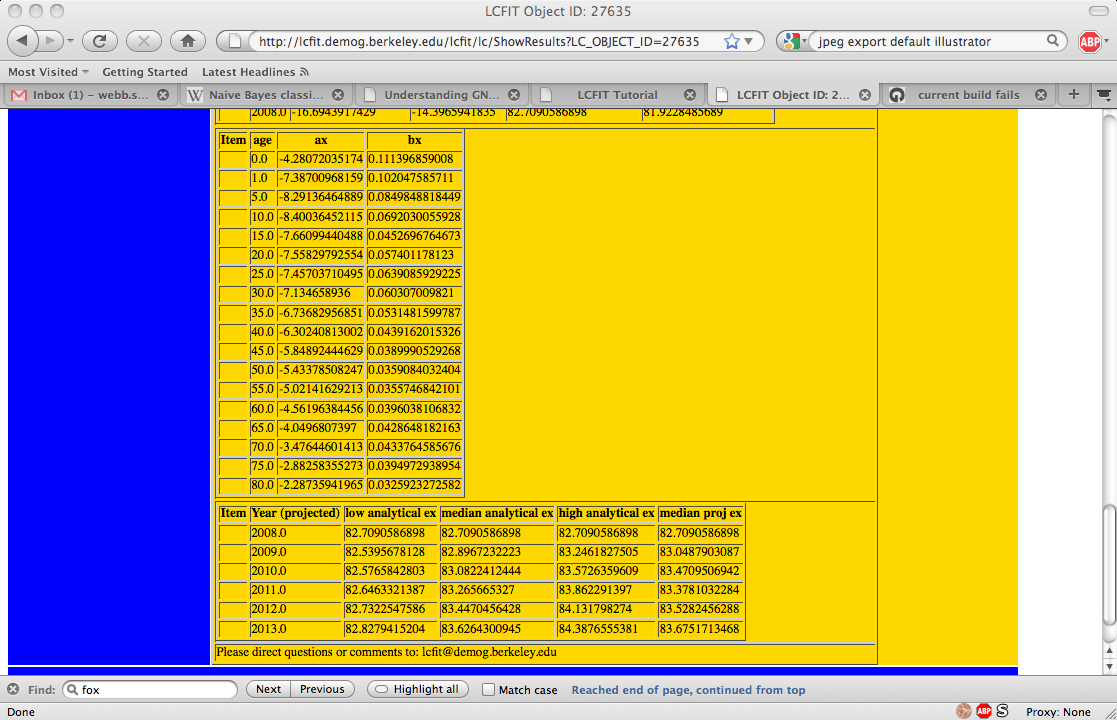 LCFIT Object ID: 27635
http://lcfit.demog.berkeley.edu/lcfit/lc/ShowResults?LC_OBJECT_ID=27635 jpeg export default illustrator ABP
Most Visited Getting Started Latest Headlines
Inbox (1) – webb.s... W Naive Bayes classi... Understanding GN... LCFIT Tutorial LCFIT Object ID: 2... current build fails +
2008.0 -16.6943917429 -14.3965941835 82.7090586898 81.9228485689
Item age ax bx
0.0 -4.28072035174 0.111396859008
1.0 -7.38700968159 0.102047585711
5.0 -8.29136464889 0.0849848818449
10.0 -8.40036452115 0.0692030055928
15.0 -7.66099440488 0.0452696764673
20.0 -7.55829792554 0.057401178123
25.0 -7.45703710495 0.0639085929225
30.0 -7.134658936 0.060307009821
35.0 -6.73682956851 0.0531481599787
40.0 -6.30240813002 0.0439162015326
45.0 -5.84892444629 0.0389990529268
50.0 -5.43378508247 0.0359084032404
55.0 -5.02141629213 0.0355746842101
60.0 -4.56196384456 0.0396038106832
65.0 -4.0496807397 0.0428648182163
70.0 -3.47644601413 0.0433764585676
75.0 -2.88258355273 0.0394972938954
80.0 -2.28735941965 0.0325923272582
Item Year (projected) low analytical ex median analytical ex high analytical ex median proj ex
2008.0 82.7090586898 82.7090586898 82.7090586898 82.7090586898
2009.0 82.5395678128 82.8967232223 83.2461827505 83.0487903087
2010.0 82.5765842803 83.0822412444 83.5726359609 83.4709506942
2011.0 82.6463321387 83.265665327 83.862291397 83.3781032284
2012.0 82.7322547586 83.4470456428 84.131798274 83.5282456288
2013.0 82.8279415204 83.6264300945 84.3876555381 83.6751713468
Please direct questions or comments to: lcfit@demog.berkeley.edu
Find: fox Next Previous Highlight all Match case Reached end of page, continued from top
Done ABP S Proxy: None